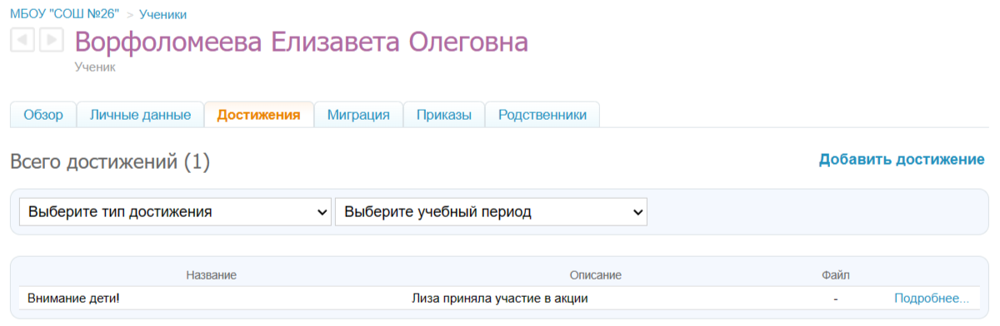 МБОУ "СОШ №26" > Ученики
Ворфоломеева Елизавета Олеговна
Ученик
Обзор Личные данные Достижения Миграция Приказы Родственники
Всего достижений (1) Добавить достижение
Выберите тип достижения Выберите учебный период
Название Описание Файл
Внимание дети! Лиза приняла участие в акции - Подробнее...